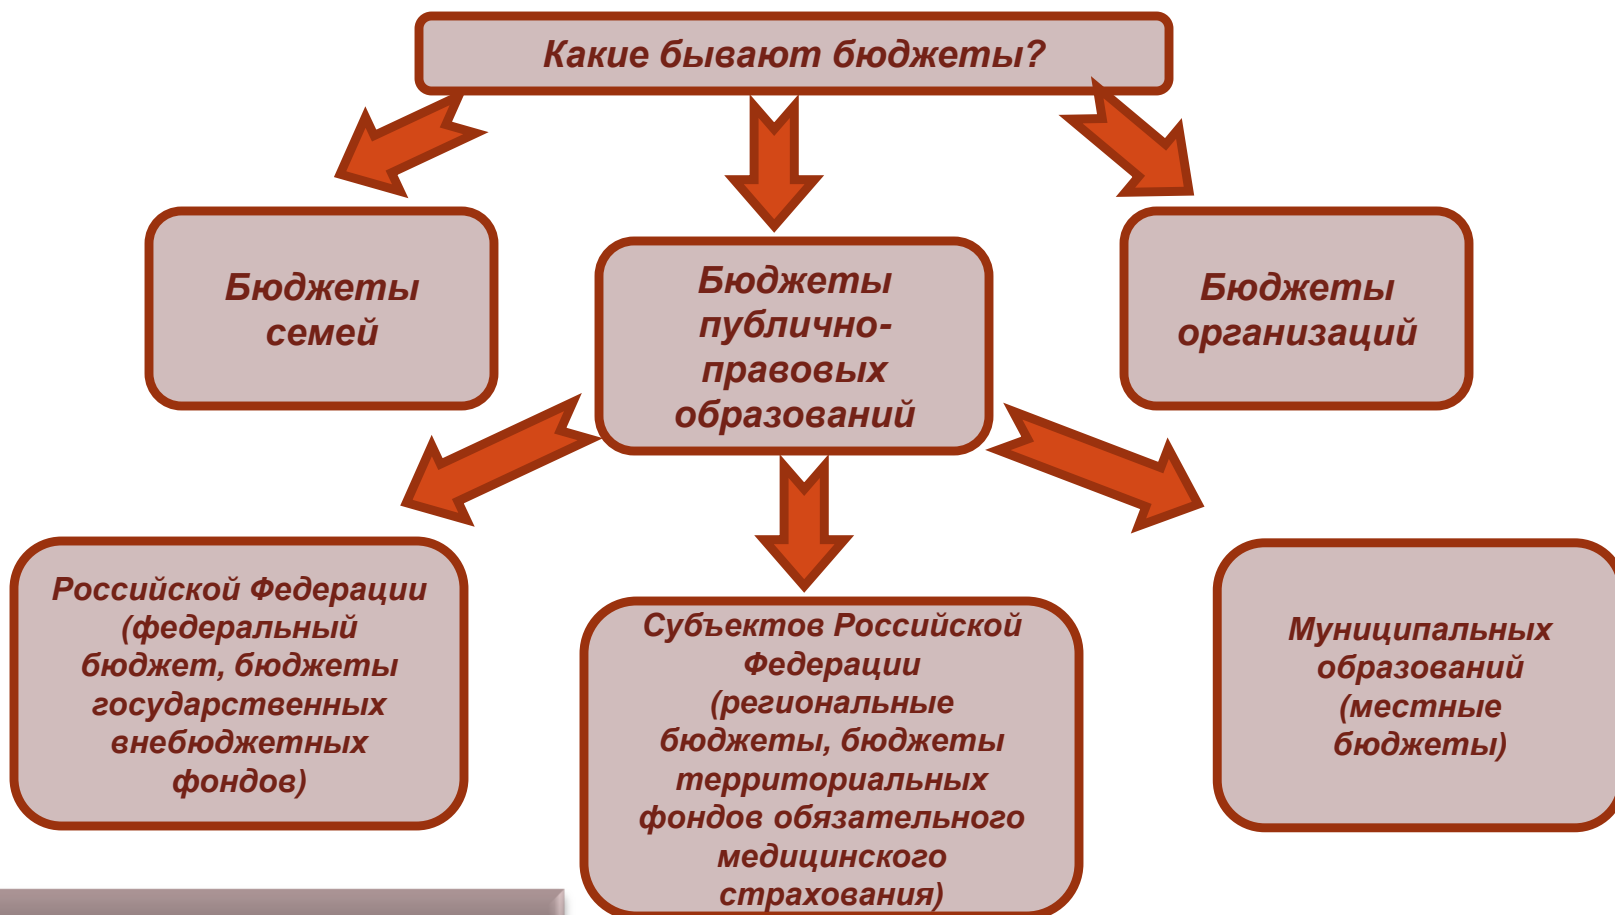 Какие бывают бюджеты?
Бюджеты
семей
Бюджеты
публично-
правовых
образований
Бюджеты
организаций
Российской Федерации
(федеральный
бюджет, бюджеты
государственных
внебюджетных
фондов)
Субъектов Российской
Федерации
(региональные
бюджеты, бюджеты
территориальных
фондов обязательного
медицинского
страхования)
Муниципальных
образований
(местные
бюджеты)